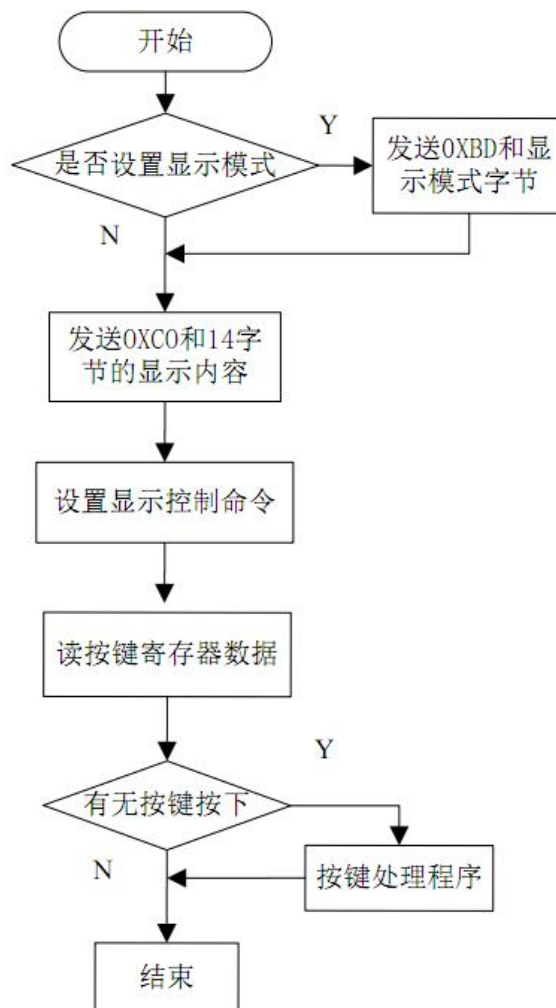 开始
是否设置显示模式
Y
发送0XBD和显
示模式字节
N
发送0XC0和14字
节的显示内容
设置显示控制命令
读按键寄存器数据
Y
有无按键按下
N
按键处理程序
结束